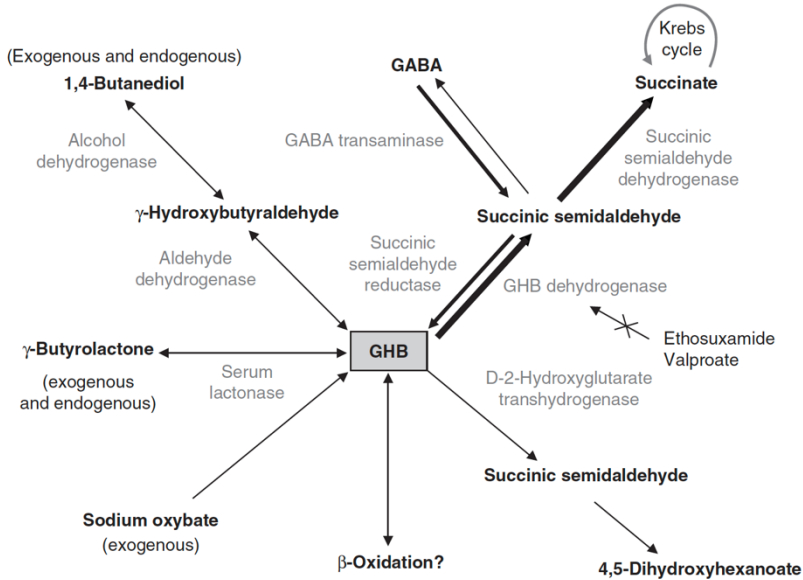 (Exogenous and endogenous)
1,4-Butanediol
GABA
Krebs
cycle
Succinate
Alcohol
dehydrogenase
GABA transaminase
Succinic
semialdehyde
dehydrogenase
γ-Hydroxybutyraldehyde
Succinic semidaldehyde
Aldehyde
dehydrogenase
Succinic
semialdehyde
reductase
GHB dehydrogenase
Ethosuxamide
Valproate
γ-Butyrolactone
(exogenous
and endogenous)
Serum
lactonase
GHB
D-2-Hydroxyglutarate
transhydrogenase
Succinic semidaldehyde
Sodium oxybate
(exogenous)
β-Oxidation?
4,5-Dihydroxyhexanoate